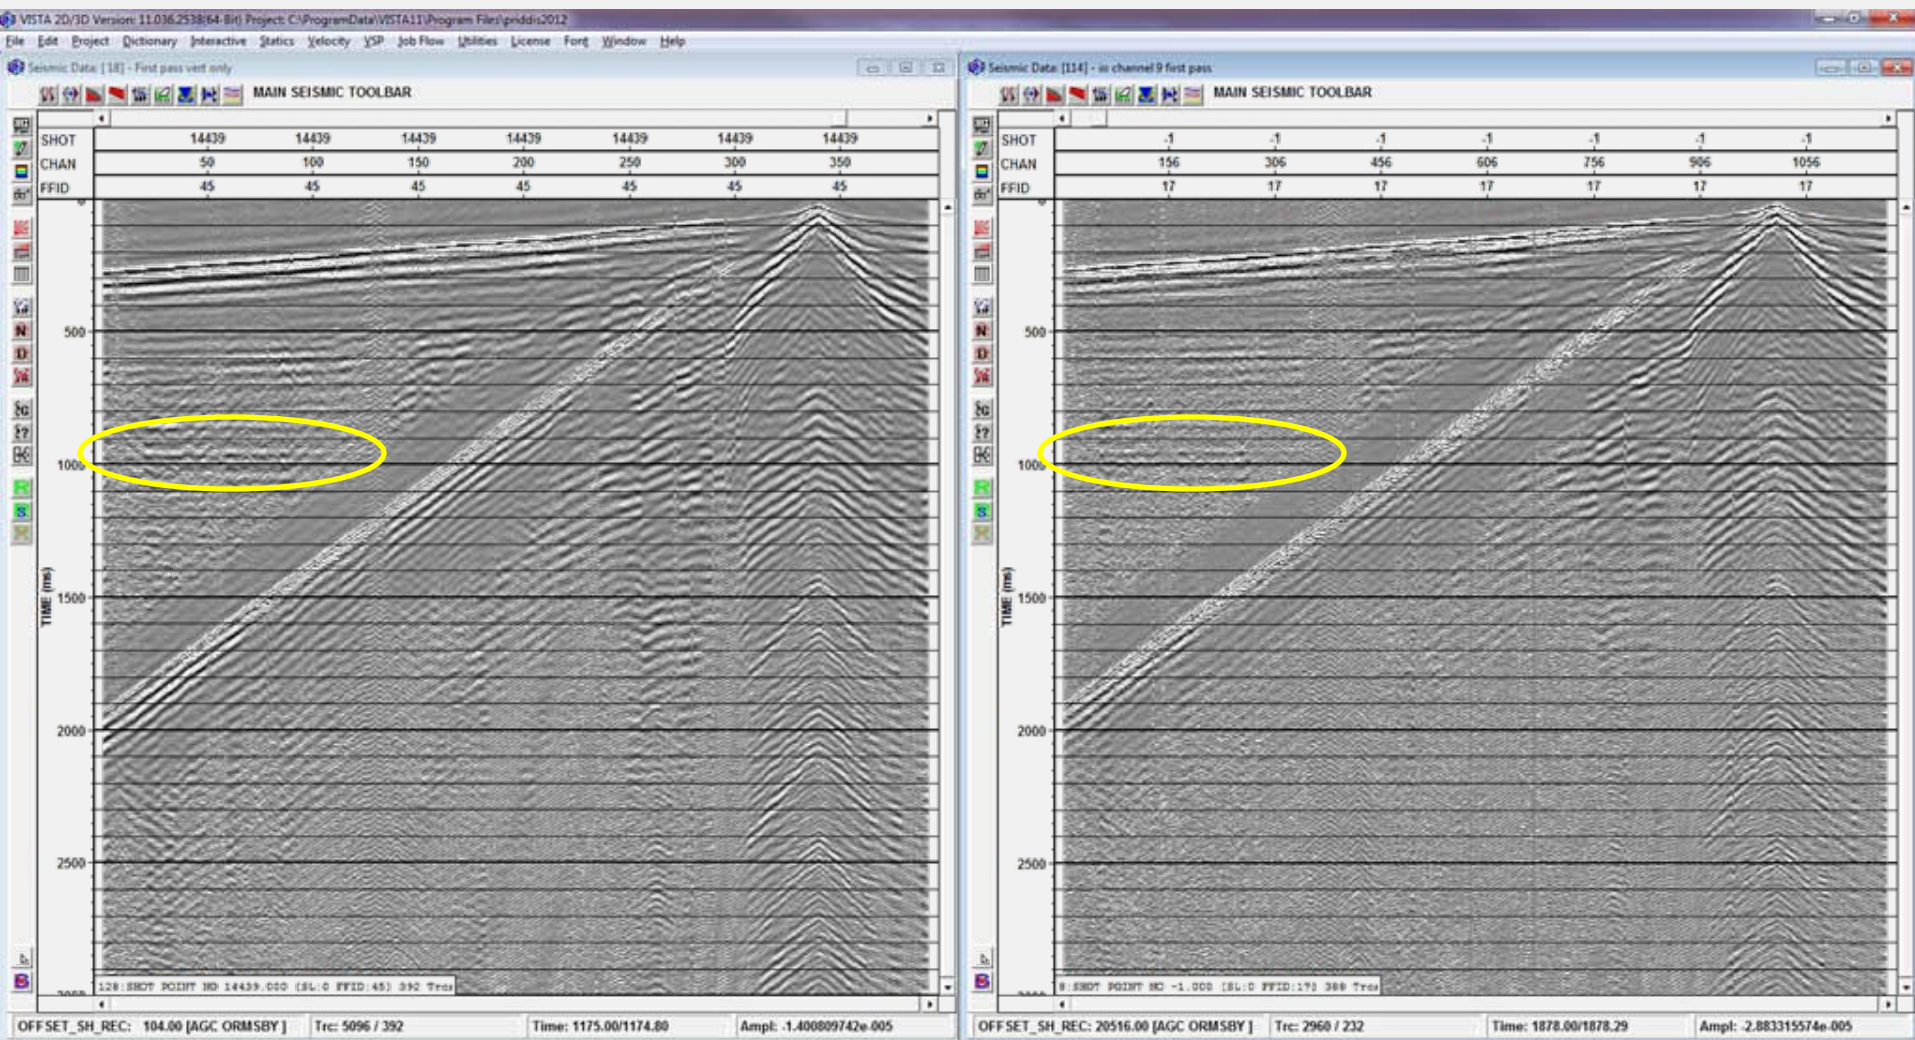 VISTA 2D/3D Version: 11.036.2538(64-Bit) Project: C:\ProgramData\VISTA11\Program Files\priddis2012
File Edit Project Dictionary Interactive Statics Velocity VSP Job Flow Utilities License Font Window Help
Seismic Data: [18] - First pass vert only
MAIN SEISMIC TOOLBAR
SHOT 14439 14439 14439 14439 14439 14439 14439
CHAN 50 100 150 200 250 300 350
FFID 45 45 45 45 45 45 45
0
500
1000
1500
2000
2500
3000
TIME (ms)
128:SHOT POINT NO 14439.000 (SL:0 FFID:45) 392 Trcs
OFFSET_SH_REC: 104.00 [AGC ORMSBY ] Trc: 5096 / 392 Time: 1175.00/1174.80 Ampl: -1.400809742e-005
Seismic Data: [114] - in channel 9 first pass
MAIN SEISMIC TOOLBAR
SHOT -1 -1 -1 -1 -1 -1 -1
CHAN 156 306 456 606 756 906 1056
FFID 17 17 17 17 17 17 17
0
500
1000
1500
2000
2500
TIME (ms)
8:SHOT POINT NO -1.000 (SL:0 FFID:17) 388 Trcs
OFFSET_SH_REC: 20516.00 [AGC ORMSBY ] Trc: 2960 / 232 Time: 1878.00/1878.29 Ampl: -2.883315574e-005